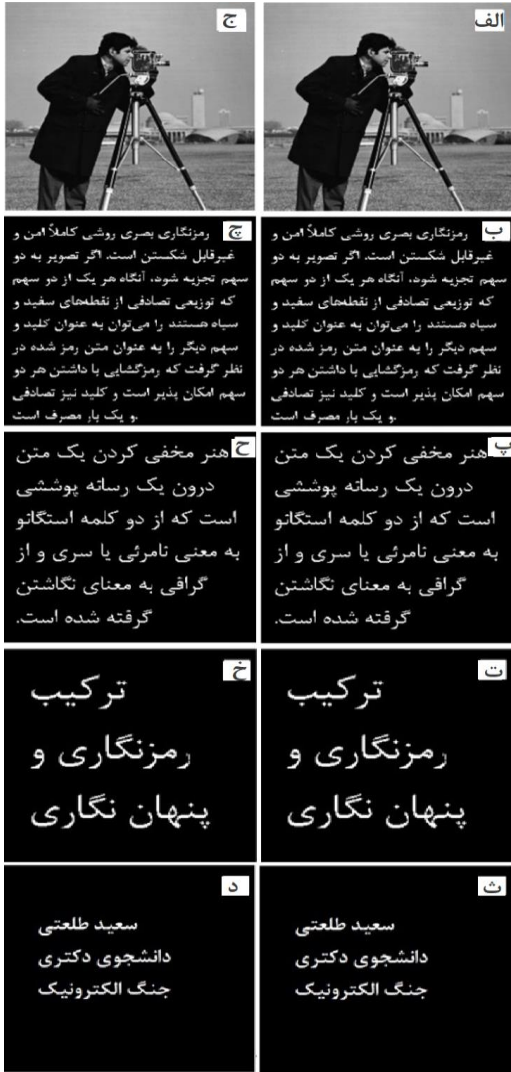 الف
ج
ب
رمزنگاری بصری روشی کاملاً امن و
غیرقابل شکستن است. اگر تصویر به دو
سهم تجزیه شود، آنگاه هر یک از دو سهم
که توزیعی تصادفی از نقطه‌های سفید و
سیاه هستند را می‌توان به عنوان کلید و
سهم دیگر را به عنوان متن رمز شده در
نظر گرفت که رمزگشایی با داشتن هر دو
سهم امکان پذیر است و کلید نیز تصادفی
.و یک بار مصرف است
چ
رمزنگاری بصری روشی کاملاً امن و
غیرقابل شکستن است. اگر تصویر به دو
سهم تجزیه شود، آنگاه هر یک از دو سهم
که توزیعی تصادفی از نقطه‌های سفید و
سیاه هستند را می‌توان به عنوان کلید و
سهم دیگر را به عنوان متن رمز شده در
نظر گرفت که رمزگشایی با داشتن هر دو
سهم امکان پذیر است و کلید نیز تصادفی
.و یک بار مصرف است
پ
هنر مخفی کردن یک متن
درون یک رسانه پوششی
است که از دو کلمه استگانو
به معنی نامرئی یا سری و از
گرافی به معنای نگاشتن
گرفته شده است.
ح
هنر مخفی کردن یک متن
درون یک رسانه پوششی
است که از دو کلمه استگانو
به معنی نامرئی یا سری و از
گرافی به معنای نگاشتن
گرفته شده است.
ت
ترکیب
رمزنگاری و
پنهان نگاری
خ
ترکیب
رمزنگاری و
پنهان نگاری
ث
سعید طلعتی
دانشجوی دکتری
جنگ الکترونیک
د
سعید طلعتی
دانشجوی دکتری
جنگ الکترونیک